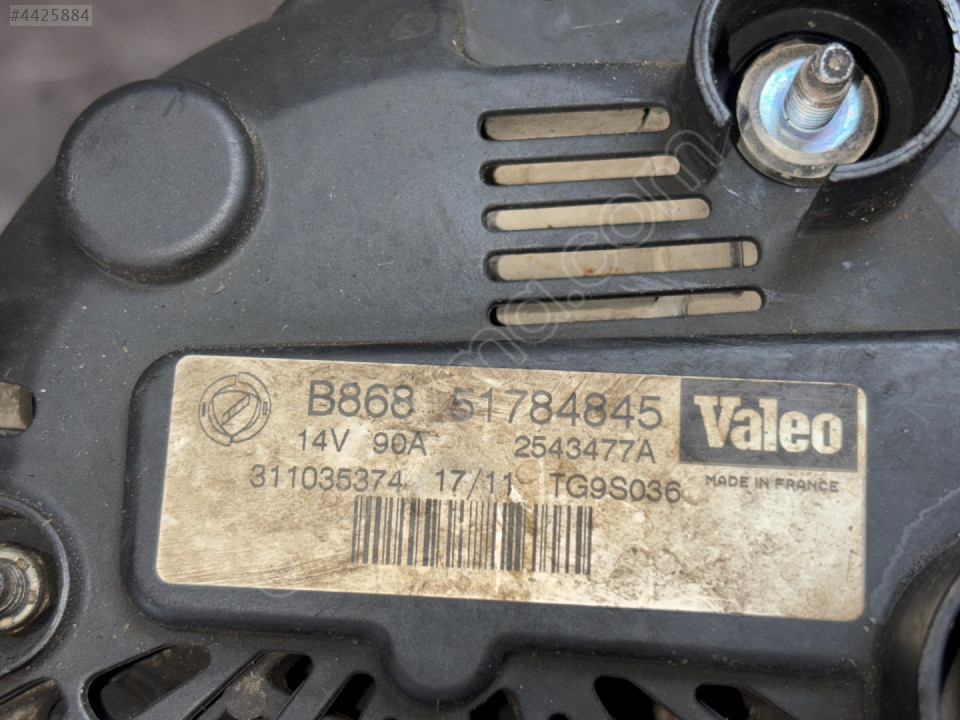 #4425884
B868 51784845
14V 90A 2543477A
311035374 17/11 TG9S036
Valeo
MADE IN FRANCE